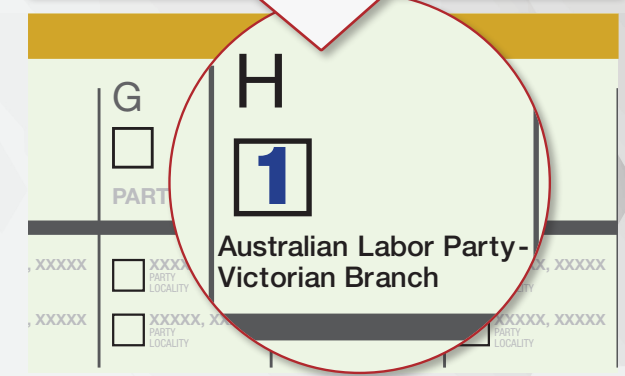 G
H
1
PART
Australian Labor Party-
Victorian Branch
, XXXXX
XXXX
PARTY
LOCALITY
XX, XXXXX
, XXXXX
XXXXX, XX
PARTY
LOCALITY
XXXXX, XXXXX
PARTY
LOCALITY